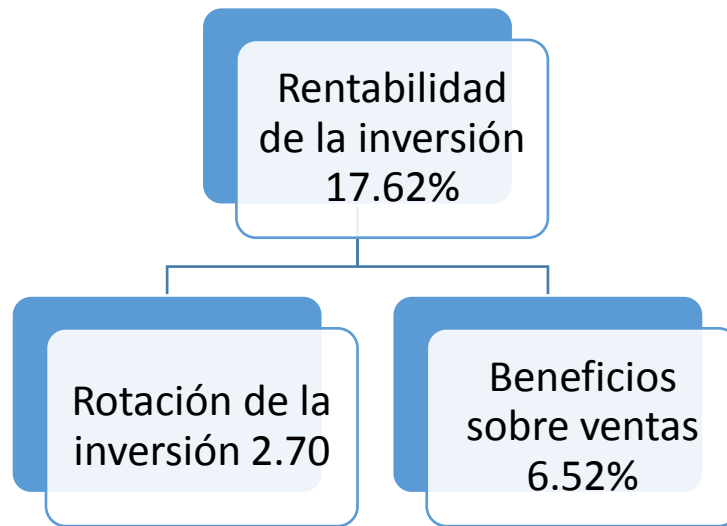 Rentabilidad
de la inversión
17.62%
Rotación de la
inversión 2.70
Beneficios
sobre ventas
6.52%